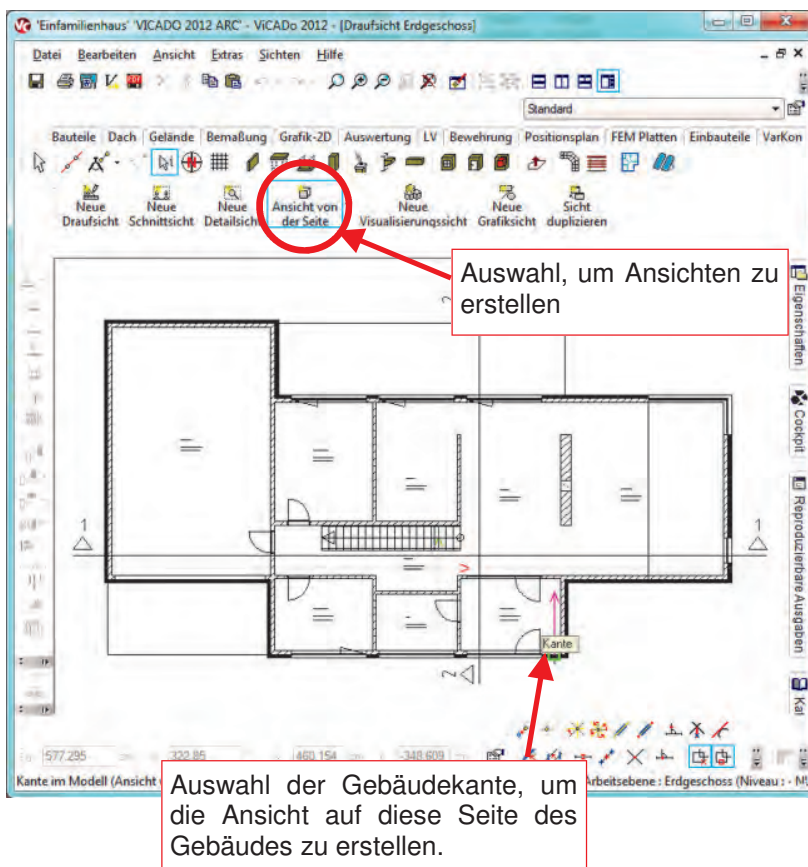 'Einfamilienhaus' 'VICADO 2012 ARC' - ViCADo 2012 - [Draufsicht Erdgeschoss]
Datei Bearbeiten Ansicht Extras Sichten Hilfe
Standard
Bauteile Dach Gelände Bemaßung Grafik-2D Auswertung LV Bewehrung Positionsplan FEM Platten Einbauteile VarKon
Neue Neue Neue Ansicht von Neue Neue Sicht
Draufsicht Schnittsicht Detailsicht der Seite Visualisierungssicht Grafiksicht duplizieren
Auswahl, um Ansichten zu
erstellen
Eigenschaften
Cockpit
Reproduzierbare Ausgaben
Kal
1 1
Kante
2
577.295 322.85 460.154 -348.609
Kante im Modell (Ansicht
Arbeitsebene : Erdgeschoss (Niveau : -
Auswahl der Gebäudekante, um
die Ansicht auf diese Seite des
Gebäudes zu erstellen.